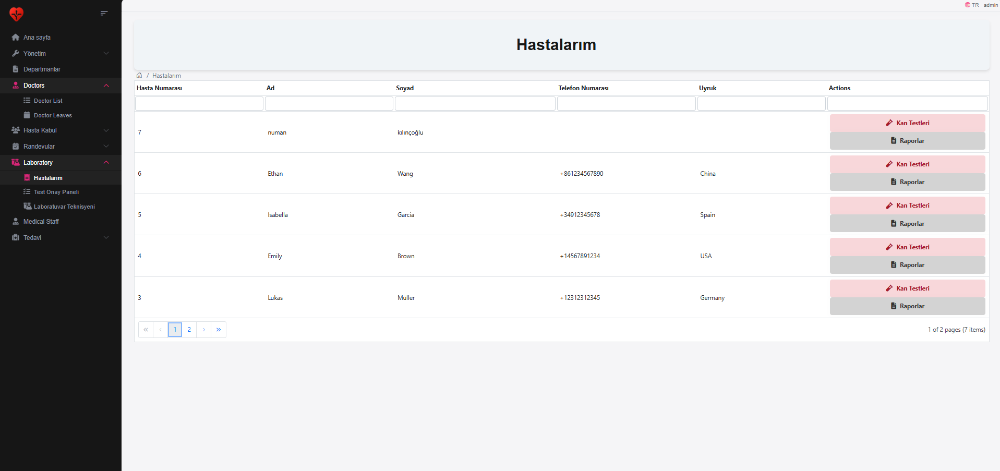 TR admin
Ana sayfa
Yönetim
Departmanlar
Doctors
Doctor List
Doctor Leaves
Hasta Kabul
Randevular
Laboratory
Hastalarım
Test Onay Paneli
Laboratuvar Teknisyeni
Medical Staff
Tedavi
Hastalarım
/ Hastalarım
Hasta Numarası Ad Soyad Telefon Numarası Uyruk Actions
7 numan kılınçoğlu Kan Testleri
Raporlar
6 Ethan Wang +861234567890 China Kan Testleri
Raporlar
5 Isabella Garcia +34912345678 Spain Kan Testleri
Raporlar
4 Emily Brown +14567891234 USA Kan Testleri
Raporlar
3 Lukas Müller +12312312345 Germany Kan Testleri
Raporlar
« ‹ 1 2 › » 1 of 2 pages (7 items)